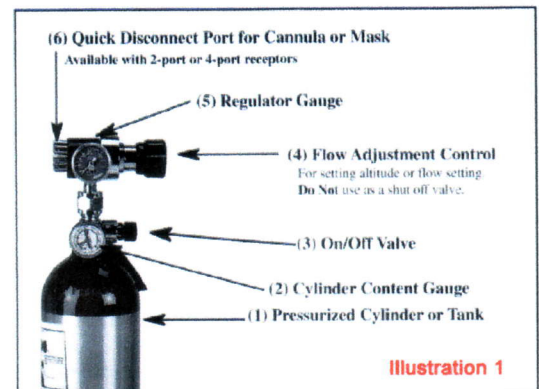 (6) Quick Disconnect Port for Cannula or Mask
Available with 2-port or 4-port receptors
(5) Regulator Gauge
(4) Flow Adjustment Control
For setting altitude or flow setting
Do Not use as a shut off valve.
(3) On/Off Valve
(2) Cylinder Content Gauge
(1) Pressurized Cylinder or Tank
Illustration 1